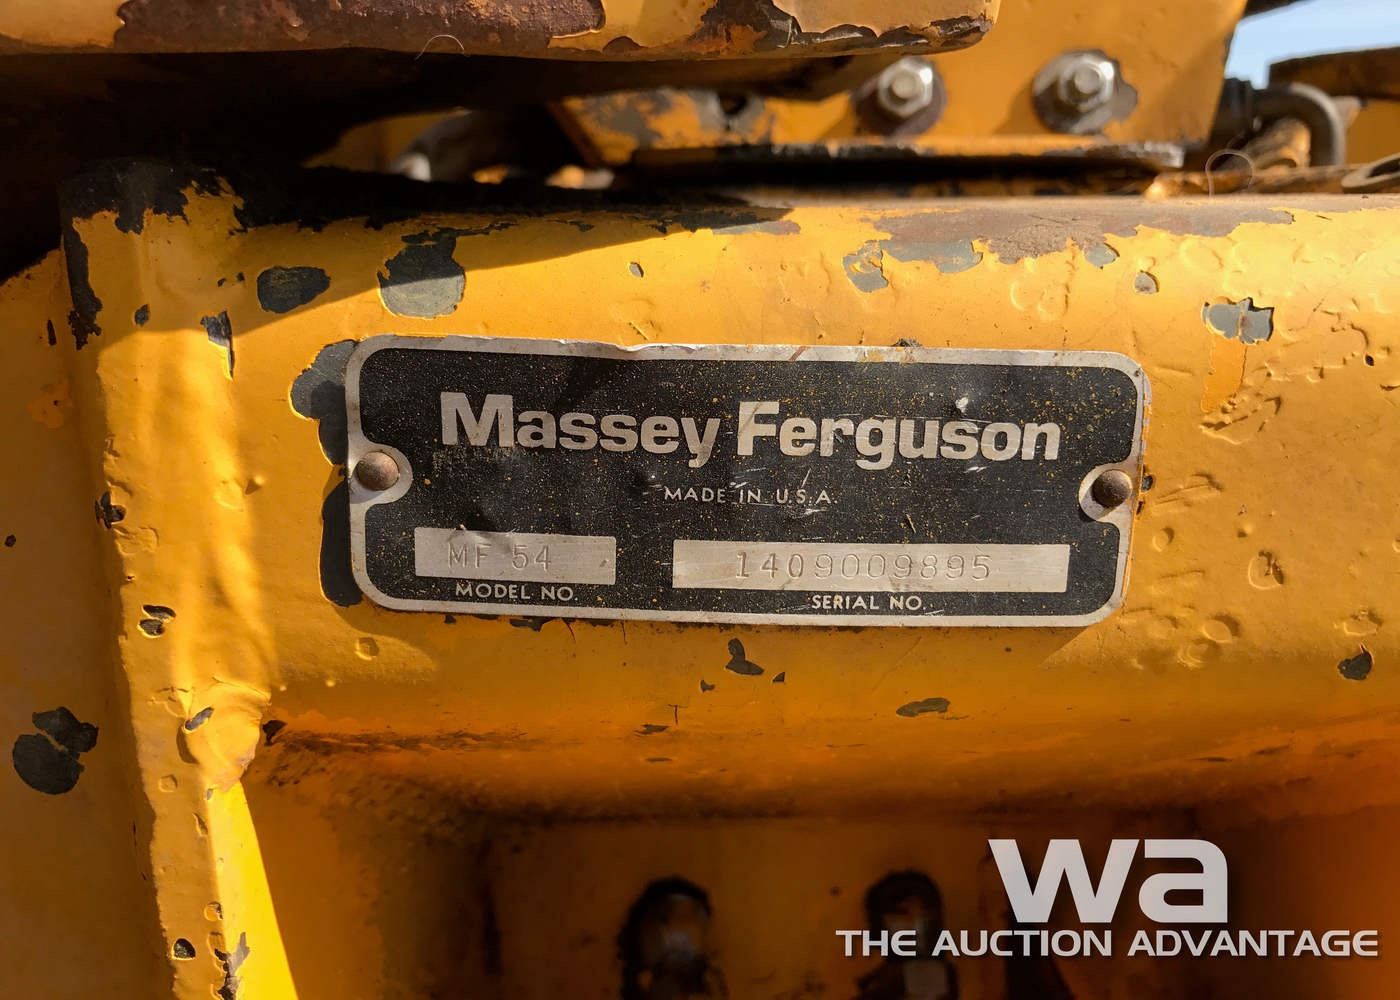 Massey Ferguson
MADE IN U.S.A.
MF 54 1409009895
MODEL NO. SERIAL NO.
wa
THE AUCTION ADVANTAGE